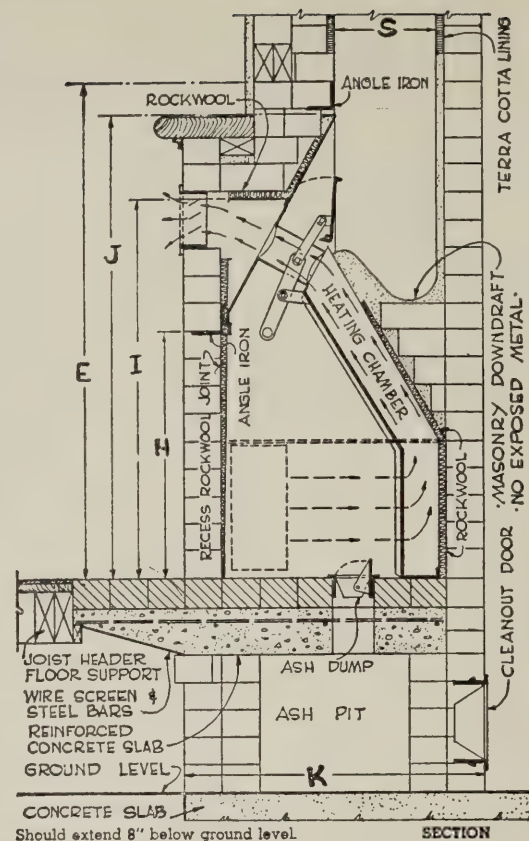 S
ROCKWOOL
ANGLE IRON
TERRA COTTA LINING
J
E
I
H
HEATING CHAMBER
MASONRY DOWNDRAFT
NO EXPOSED METAL
RECESS ROCKWOOL JOINT
ANGLE IRON
ROCKWOOL
CLEANOUT DOOR
JOIST HEADER
FLOOR SUPPORT
WIRE SCREEN &
STEEL BARS
REINFORCED
CONCRETE SLAB
GROUND LEVEL
ASH DUMP
ASH PIT
K
CONCRETE SLAB
Should extend 8" below ground level
SECTION